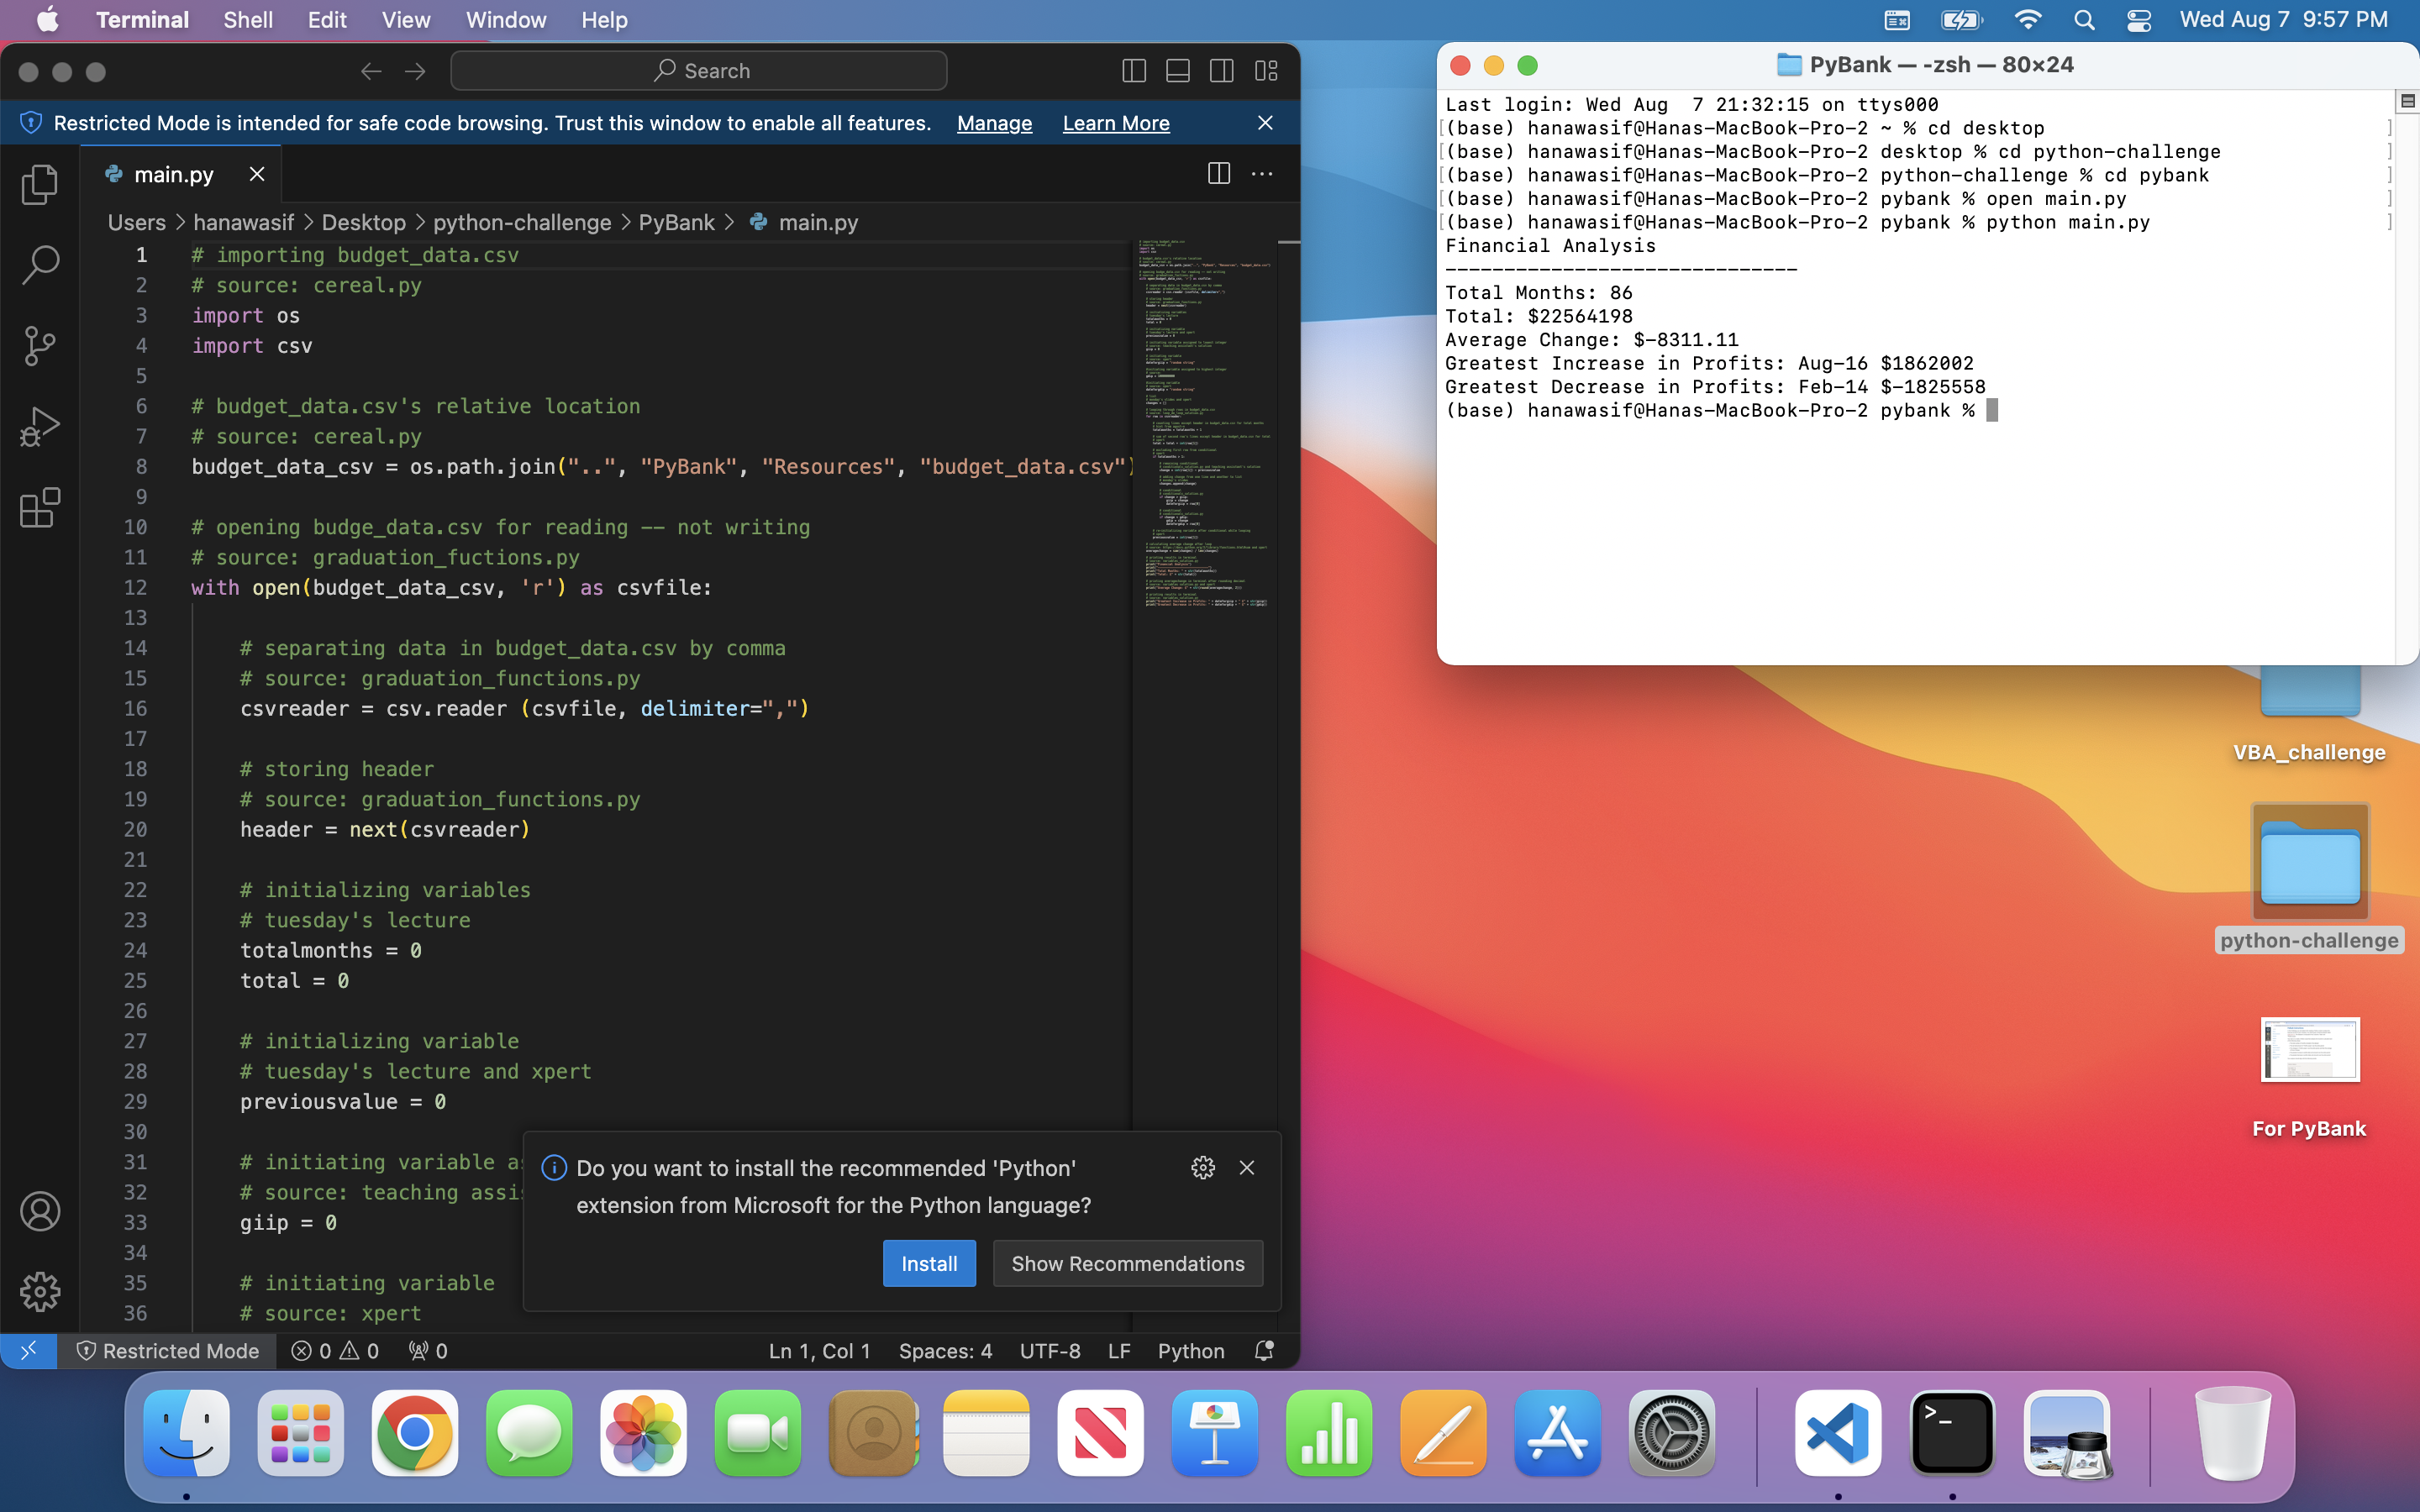 Terminal Shell Edit View Window Help Wed Aug 7 9:57 PM
Search
Restricted Mode is intended for safe code browsing. Trust this window to enable all features. Manage Learn More
main.py
Users > hanawasif > Desktop > python-challenge > PyBank > main.py
1 # importing budget_data.csv
2 # source: cereal.py
3 import os
4 import csv
5
6 # budget_data.csv's relative location
7 # source: cereal.py
8 budget_data_csv = os.path.join("..", "PyBank", "Resources", "budget_data.csv")
9
10 # opening budge_data.csv for reading -- not writing
11 # source: graduation_fuctions.py
12 with open(budget_data_csv, 'r') as csvfile:
13
14 # separating data in budget_data.csv by comma
15 # source: graduation_functions.py
16 csvreader = csv.reader (csvfile, delimiter=",")
17
18 # storing header
19 # source: graduation_functions.py
20 header = next(csvreader)
21
22 # initializing variables
23 # tuesday's lecture
24 totalmonths = 0
25 total = 0
26
27 # initializing variable
28 # tuesday's lecture and xpert
29 previousvalue = 0
30
31 # initiating variable as
32 # source: teaching assis
33 giip = 0
34
35 # initiating variable
36 # source: xpert
Do you want to install the recommended 'Python'
extension from Microsoft for the Python language?
Install Show Recommendations
Restricted Mode 0 0 0 Ln 1, Col 1 Spaces: 4 UTF-8 LF Python
PyBank — -zsh — 80×24
Last login: Wed Aug  7 21:32:15 on ttys000
[(base) hanawasif@Hanas-MacBook-Pro-2 ~ % cd desktop ]
[(base) hanawasif@Hanas-MacBook-Pro-2 desktop % cd python-challenge ]
[(base) hanawasif@Hanas-MacBook-Pro-2 python-challenge % cd pybank ]
[(base) hanawasif@Hanas-MacBook-Pro-2 pybank % open main.py ]
[(base) hanawasif@Hanas-MacBook-Pro-2 pybank % python main.py ]
Financial Analysis
------------------------------
Total Months: 86
Total: $22564198
Average Change: $-8311.11
Greatest Increase in Profits: Aug-16 $1862002
Greatest Decrease in Profits: Feb-14 $-1825558
(base) hanawasif@Hanas-MacBook-Pro-2 pybank %
VBA_challenge
python-challenge
For PyBank